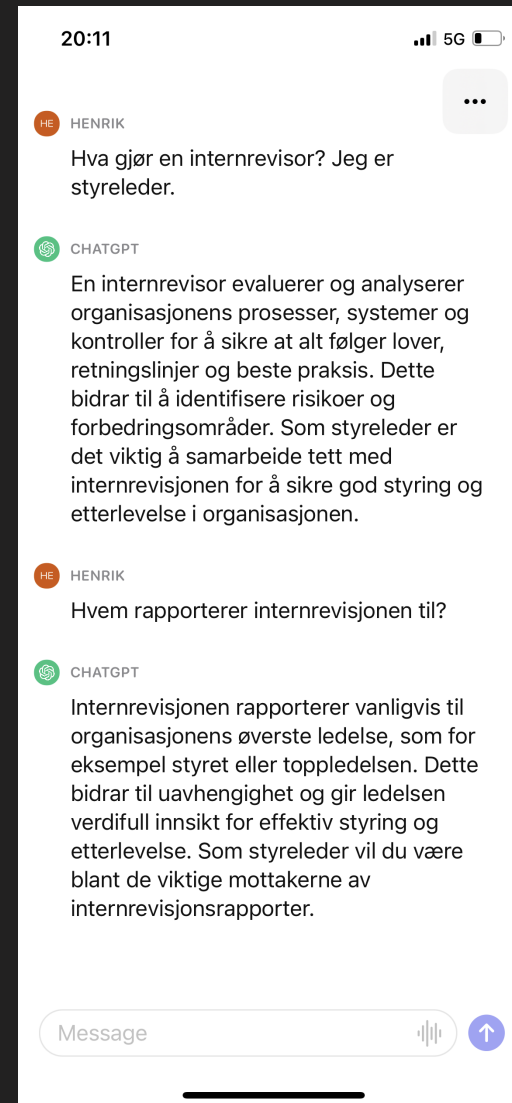 20:11
5G
HE HENRIK
Hva gjør en internrevisor? Jeg er
styreleder.
CHATGPT
En internrevisor evaluerer og analyserer
organisasjonens prosesser, systemer og
kontroller for å sikre at alt følger lover,
retningslinjer og beste praksis. Dette
bidrar til å identifisere risikoer og
forbedringsområder. Som styreleder er
det viktig å samarbeide tett med
internrevisjonen for å sikre god styring og
etterlevelse i organisasjonen.
HE HENRIK
Hvem rapporterer internrevisjonen til?
CHATGPT
Internrevisjonen rapporterer vanligvis til
organisasjonens øverste ledelse, som for
eksempel styret eller toppledelsen. Dette
bidrar til uavhengighet og gir ledelsen
verdifull innsikt for effektiv styring og
etterlevelse. Som styreleder vil du være
blant de viktige mottakerne av
internrevisjonsrapporter.
Message